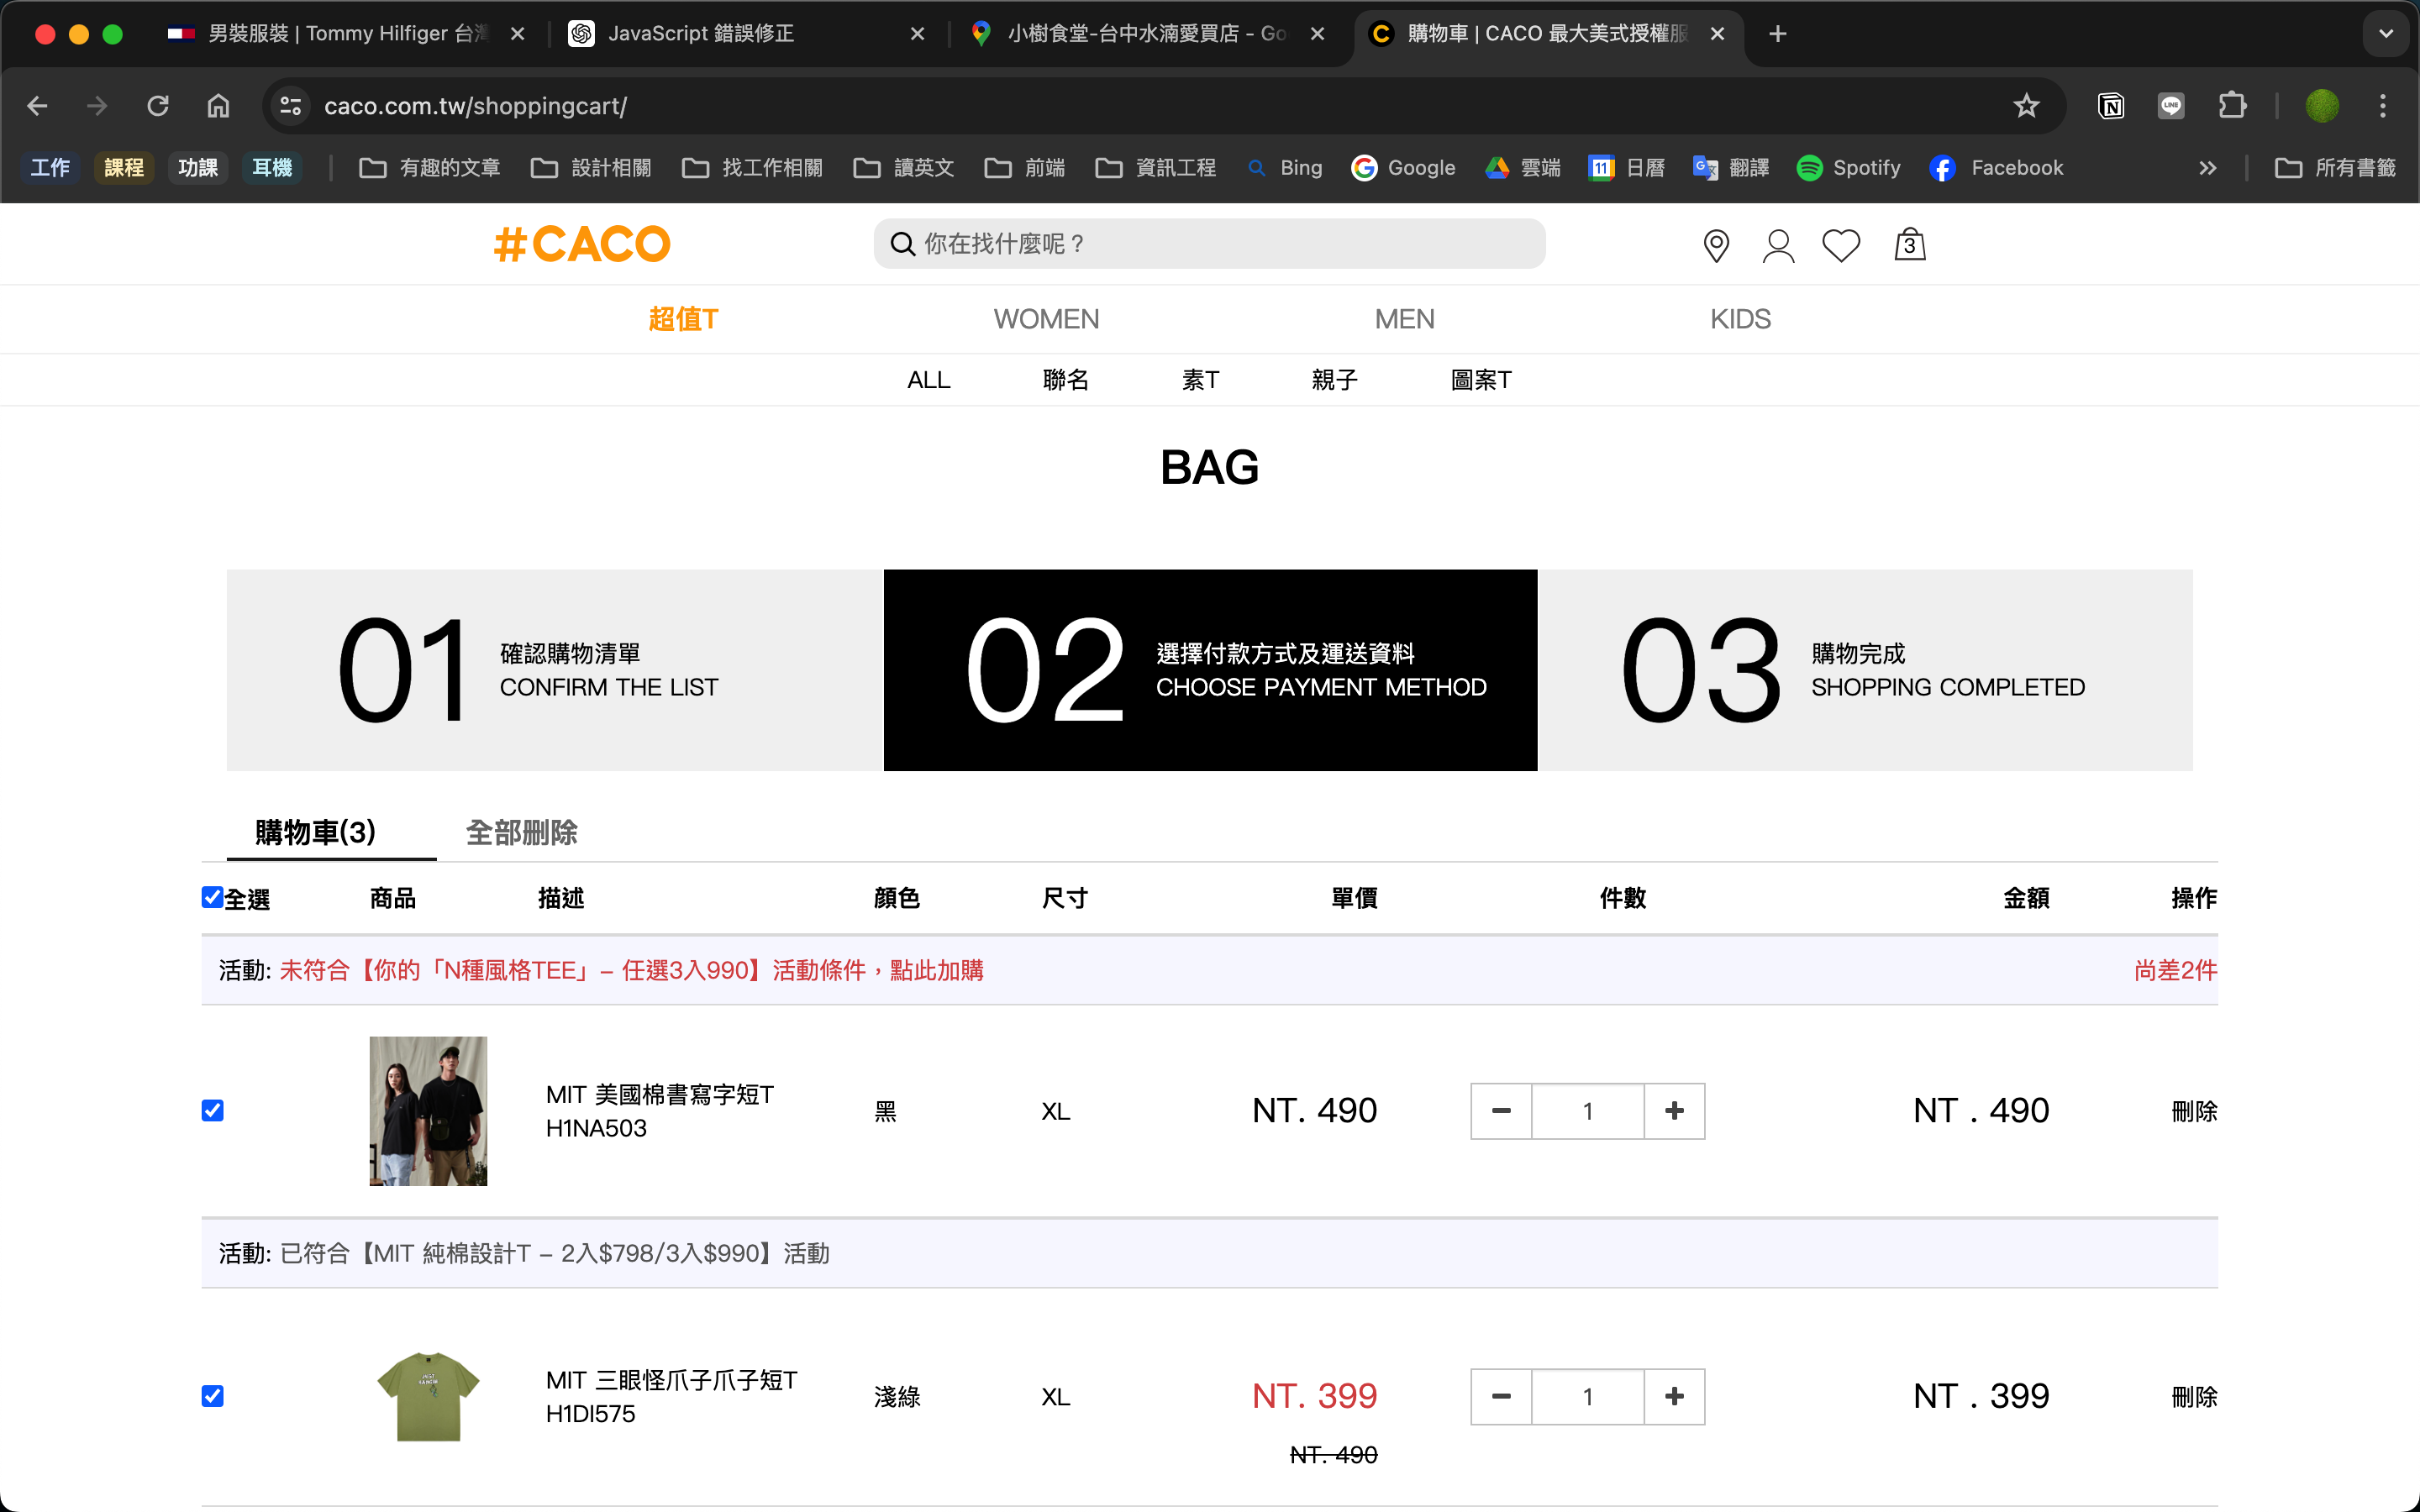 男裝服裝 | Tommy Hilfiger 台灣
JavaScript 錯誤修正
小樹食堂-台中水湳愛買店 - Go
購物車 | CACO 最大美式授權服
caco.com.tw/shoppingcart/
工作 課程 功課 耳機 有趣的文章 設計相關 找工作相關 讀英文 前端 資訊工程 Bing Google 雲端 11 日曆 翻譯 Spotify Facebook 所有書籤
#CACO
你在找什麼呢？
3
超值T WOMEN MEN KIDS
ALL 聯名 素T 親子 圖案T
BAG
01 確認購物清單
CONFIRM THE LIST
02 選擇付款方式及運送資料
CHOOSE PAYMENT METHOD
03 購物完成
SHOPPING COMPLETED
購物車(3) 全部刪除
全選 商品 描述 顏色 尺寸 單價 件數 金額 操作
活動: 未符合【你的「N種風格TEE」- 任選3入990】活動條件，點此加購 尚差2件
MIT 美國棉書寫字短T
H1NA503
黑 XL NT. 490 1 NT . 490 刪除
活動: 已符合【MIT 純棉設計T - 2入$798/3入$990】活動
MIT 三眼怪爪子爪子短T
H1DI575
淺綠 XL NT. 399 1 NT . 399 刪除
NT. 490